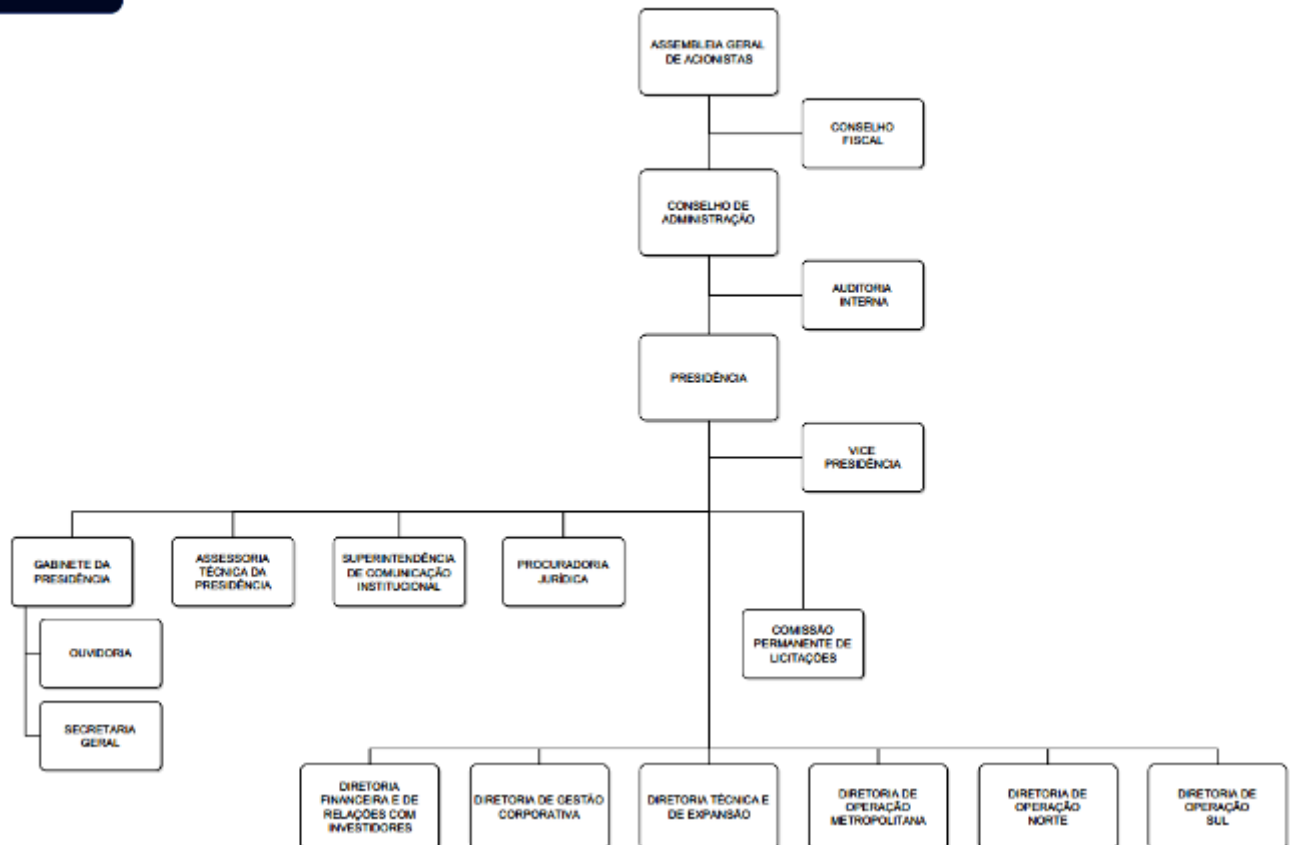 ASSEMBLEIA GERAL
DE ACIONISTAS
CONSELHO
FISCAL
CONSELHO DE
ADMINISTRAÇÃO
AUDITORIA
INTERNA
PRESIDÊNCIA
VICE
PRESIDÊNCIA
GABINETE DA
PRESIDÊNCIA
ASSESSORIA
TÉCNICA DA
PRESIDÊNCIA
SUPERINTENDÊNCIA
DE COMUNICAÇÃO
INSTITUCIONAL
PROCURADORIA
JURÍDICA
OUVIDORIA
SECRETARIA
GERAL
COMISSÃO
PERMANENTE DE
LICITAÇÕES
DIRETORIA
FINANCEIRA E DE
RELAÇÕES COM
INVESTIDORES
DIRETORIA DE GESTÃO
CORPORATIVA
DIRETORIA TÉCNICA E
DE EXPANSÃO
DIRETORIA DE
OPERAÇÃO
METROPOLITANA
DIRETORIA DE
OPERAÇÃO
NORTE
DIRETORIA DE
OPERAÇÃO
SUL